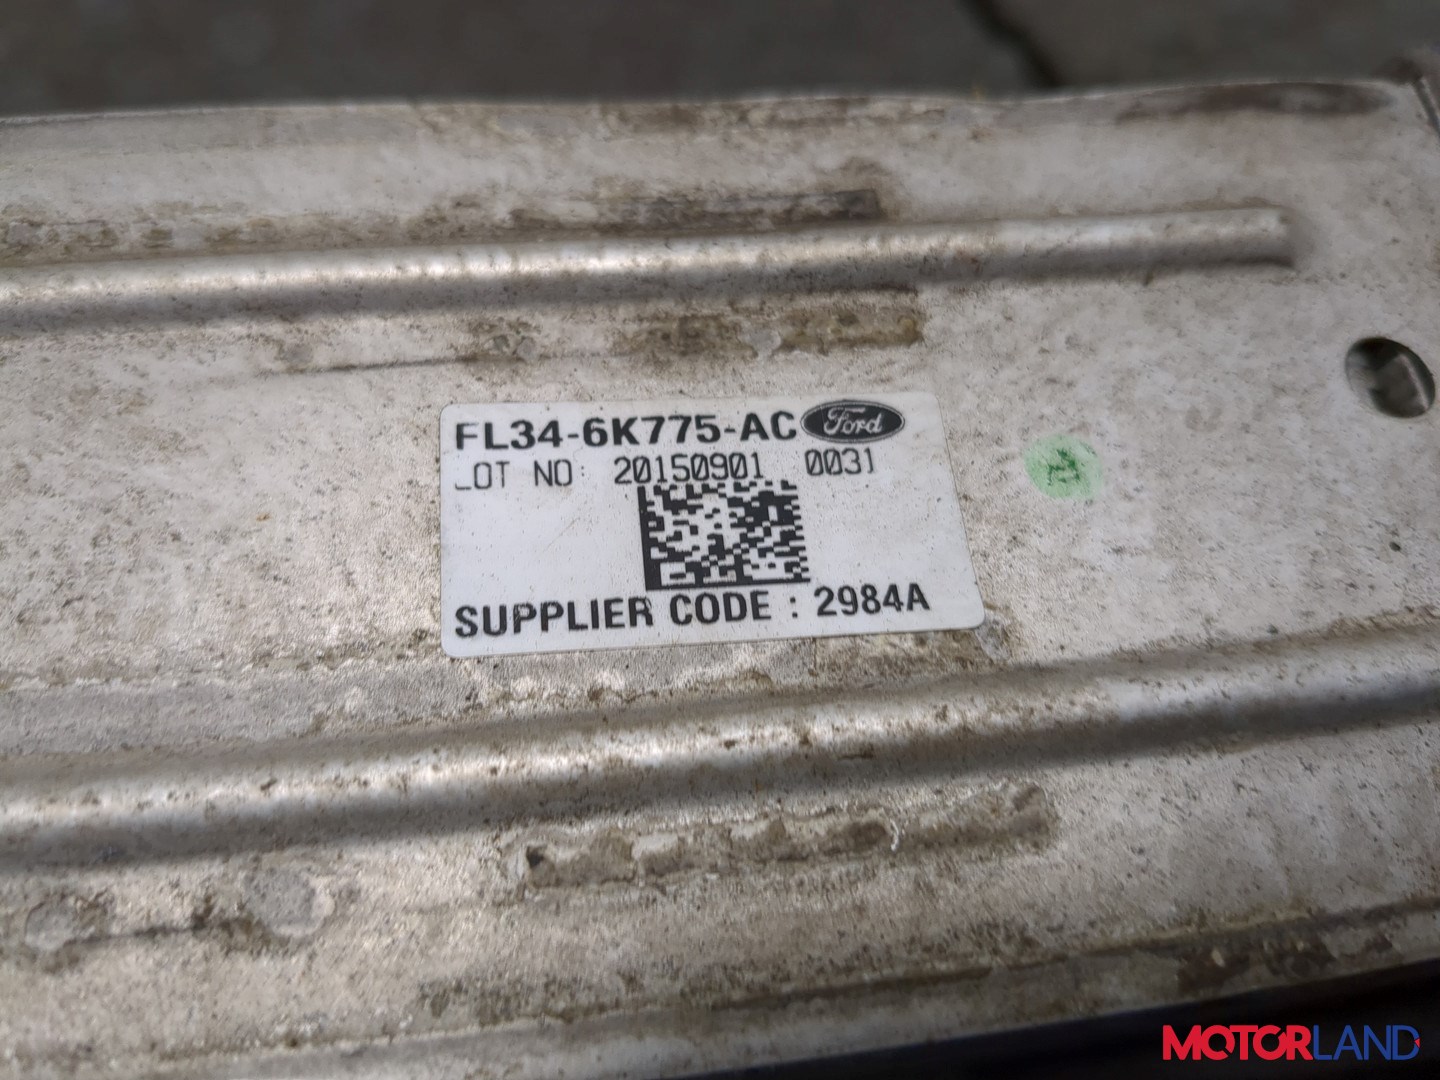 FL34-6K775-AC Ford
LOT NO: 20150901 0031
SUPPLIER CODE : 2984A
MOTORLAND